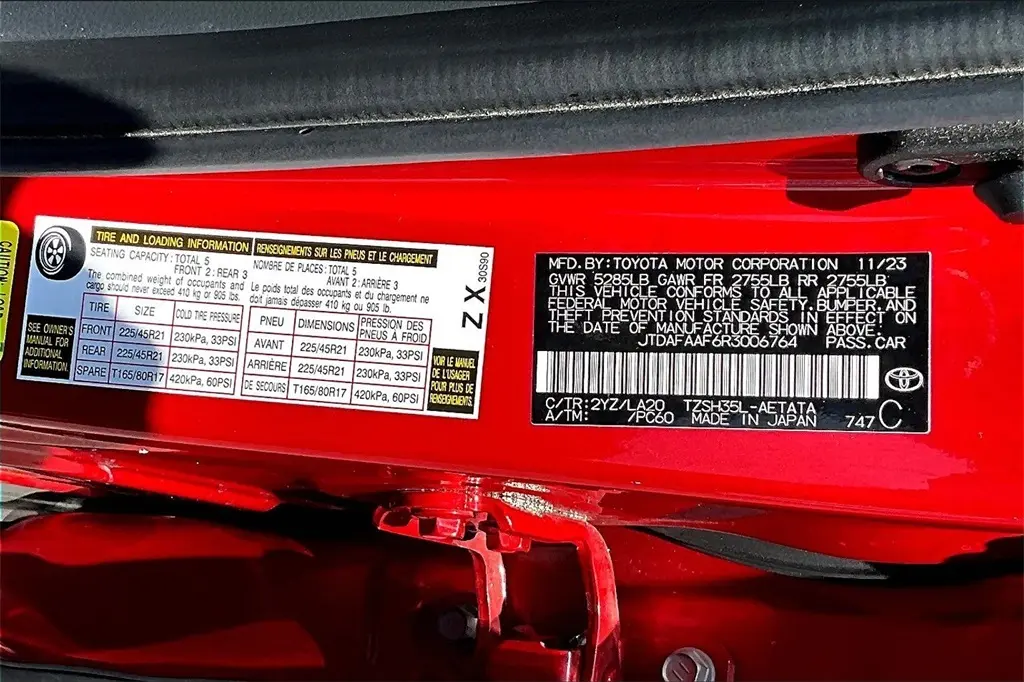 CAUTION
TIRE AND LOADING INFORMATION
RENSEIGNEMENTS SUR LES PNEUS ET LE CHARGEMENT
SEATING CAPACITY: TOTAL 5
FRONT 2: REAR 3
The combined weight of occupants and
cargo should never exceed 410 kg or 905 lbs.
NOMBRE DE PLACES: TOTAL 5
AVANT 2: ARRIÈRE 3
Le poids total des occupants et du chargement ne
doit jamais dépasser 410 kg ou 905 lb.
SEE OWNER'S
MANUAL FOR
ADDITIONAL
INFORMATION.
TIRE SIZE COLD TIRE PRESSURE
FRONT 225/45R21 230kPa, 33PSI
REAR 225/45R21 230kPa, 33PSI
SPARE T165/80R17 420kPa, 60PSI
PNEU DIMENSIONS PRESSION DES PNEUS À FROID
AVANT 225/45R21 230kPa, 33PSI
ARRIÈRE 225/45R21 230kPa, 33PSI
DE SECOURS T165/80R17 420kPa, 60PSI
VOIR LE MANUEL
DE L'USAGER
POUR PLUS DE
RENSEIGNEMENTS.
ZX 30S90
MFD.BY:TOYOTA MOTOR CORPORATION 11/23
GVWR 5285LB GAWR FR 2755LB RR 2755LB
THIS VEHICLE CONFORMS TO ALL APPLICABLE
FEDERAL MOTOR VEHICLE SAFETY,BUMPER,AND
THEFT PREVENTION STANDARDS IN EFFECT ON
THE DATE OF MANUFACTURE SHOWN ABOVE.
JTDAFAAF6R3006764 PASS.CAR
C/TR:2YZ/LA20 TZSH35L-AETATA
A/TM: /PC60 MADE IN JAPAN 747 C